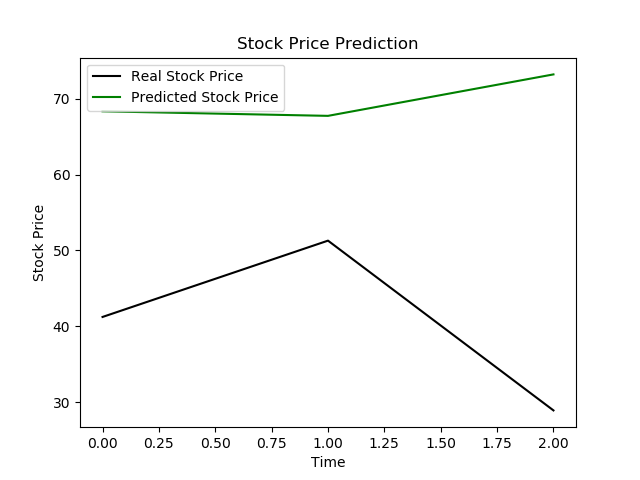 Stock Price Prediction
Real Stock Price
Predicted Stock Price
70
60
50
40
30
Stock Price
0.00 0.25 0.50 0.75 1.00 1.25 1.50 1.75 2.00
Time